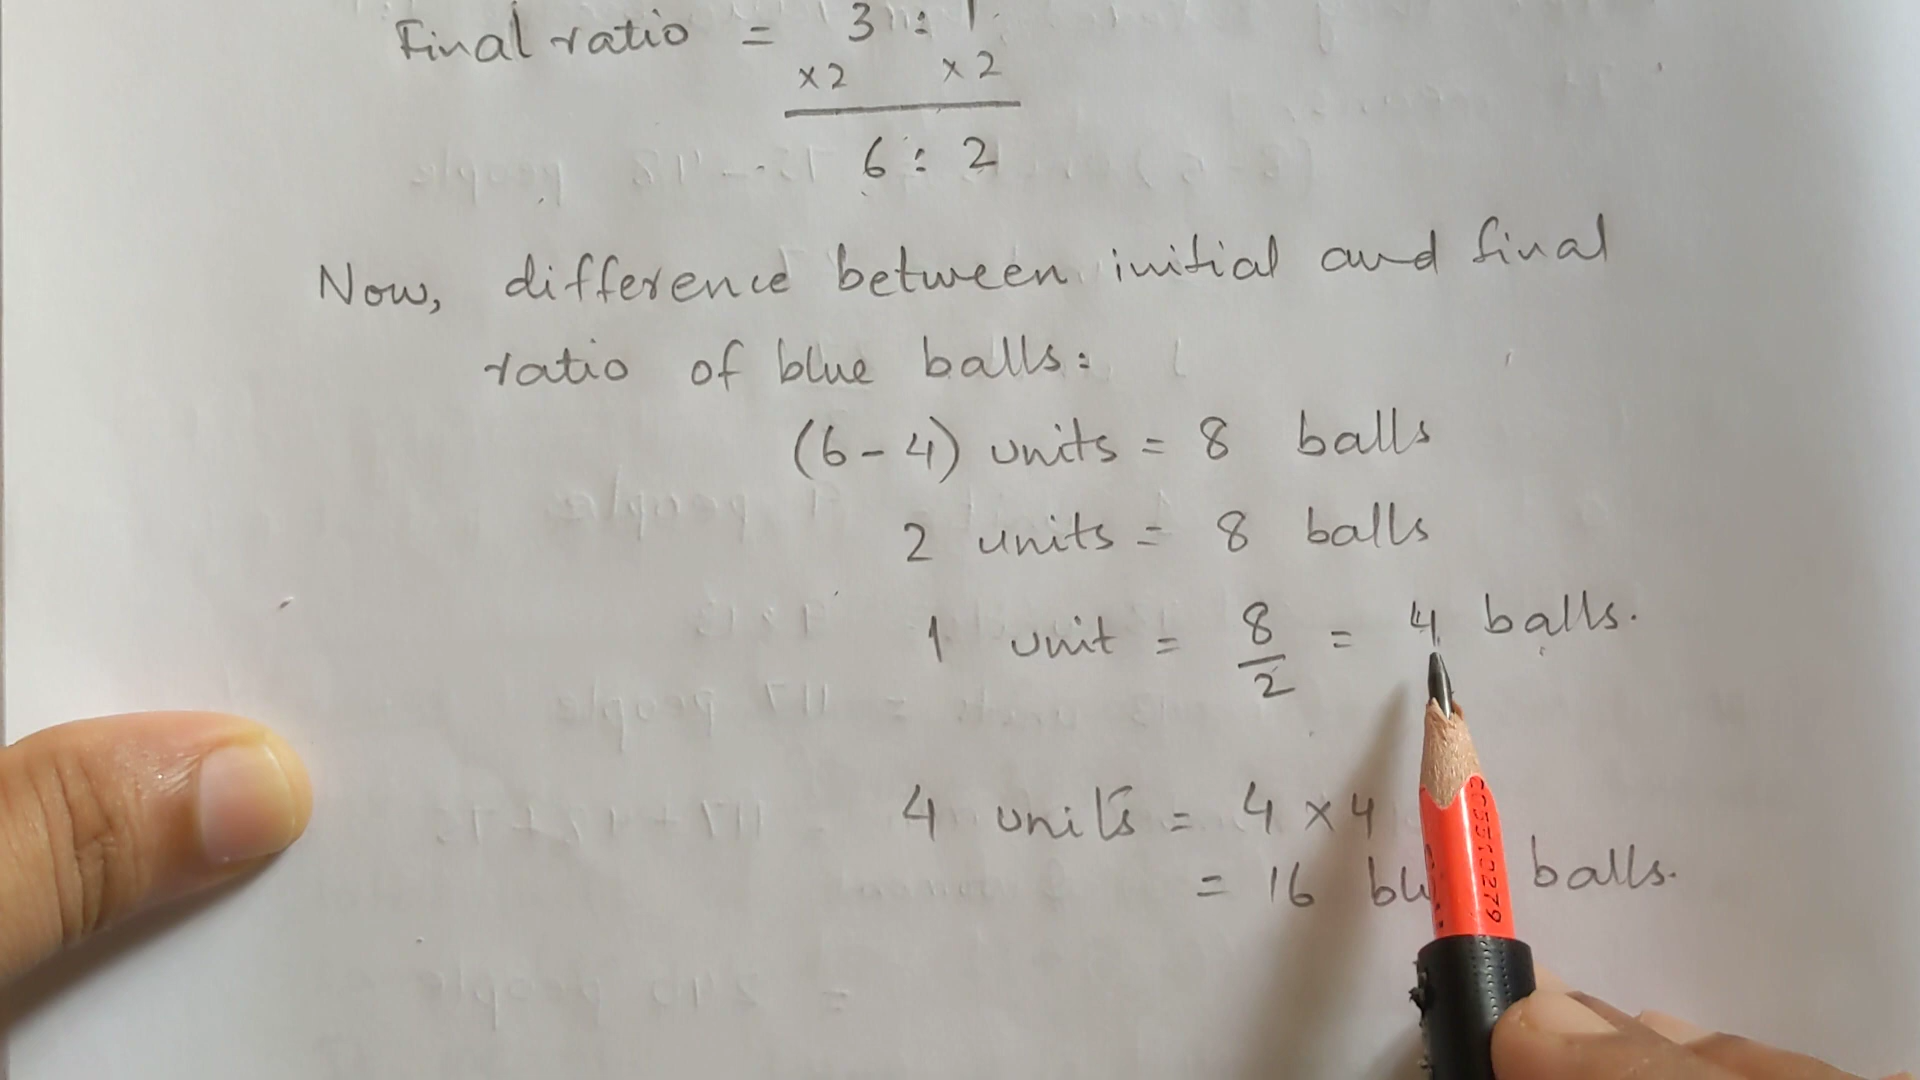 Final ratio = 3 : 1
×2 ×2
6 : 2
Now, difference between initial and final
ratio of blue balls:
(6-4) units = 8 balls
2 units = 8 balls
1 unit = 8/2 = 4 balls.
4 units = 4 × 4
= 16 balls.